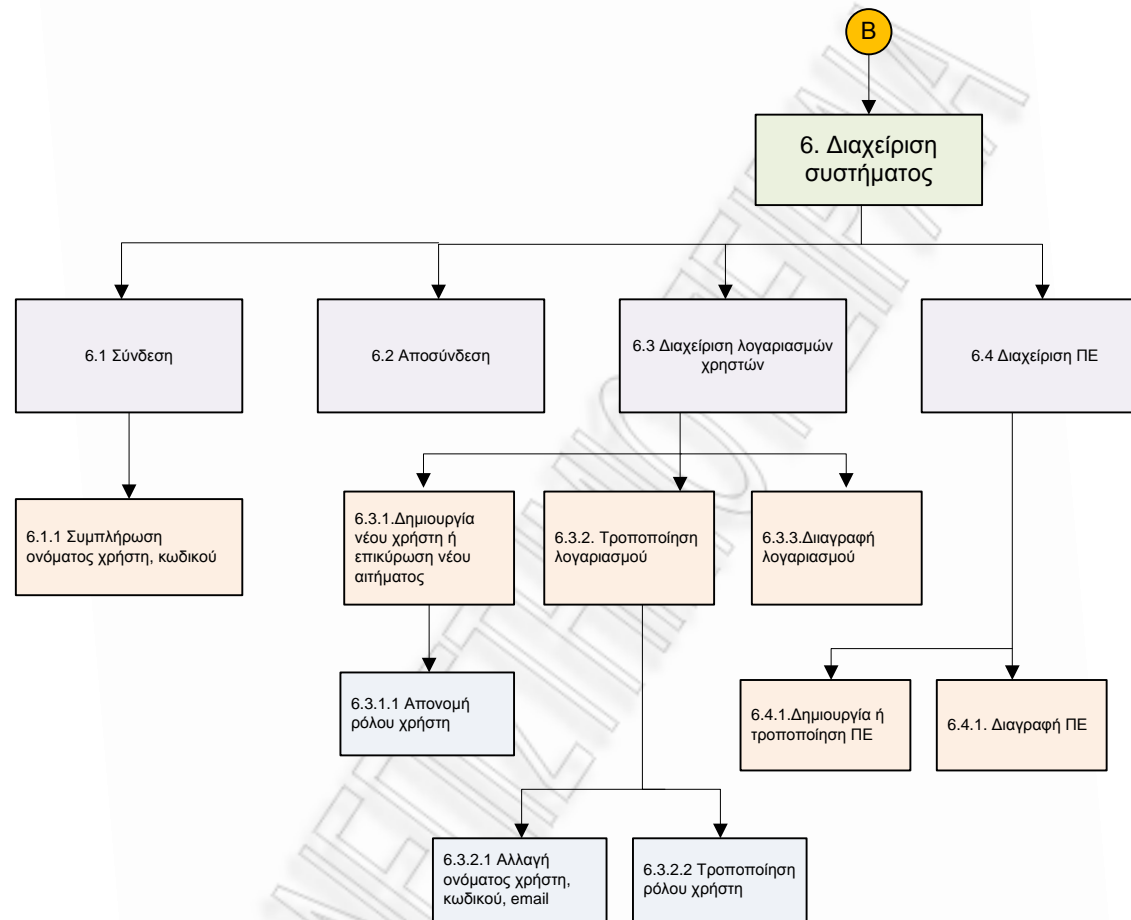 B
6. Διαχείριση
συστήματος
6.1 Σύνδεση
6.2 Αποσύνδεση
6.3 Διαχείριση λογαριασμών
χρηστών
6.4 Διαχείριση ΠΕ
6.1.1 Συμπλήρωση
ονόματος χρήστη, κωδικού
6.3.1.Δημιουργία
νέου χρήστη ή
επικύρωση νέου
αιτήματος
6.3.2. Τροποποίηση
λογαριασμού
6.3.3.Διιαγραφή
λογαριασμού
6.3.1.1 Απονομή
ρόλου χρήστη
6.4.1.Δημιουργία ή
τροποποίηση ΠΕ
6.4.1. Διαγραφή ΠΕ
6.3.2.1 Αλλαγή
ονόματος χρήστη,
κωδικού, email
6.3.2.2 Τροποποίηση
ρόλου χρήστη